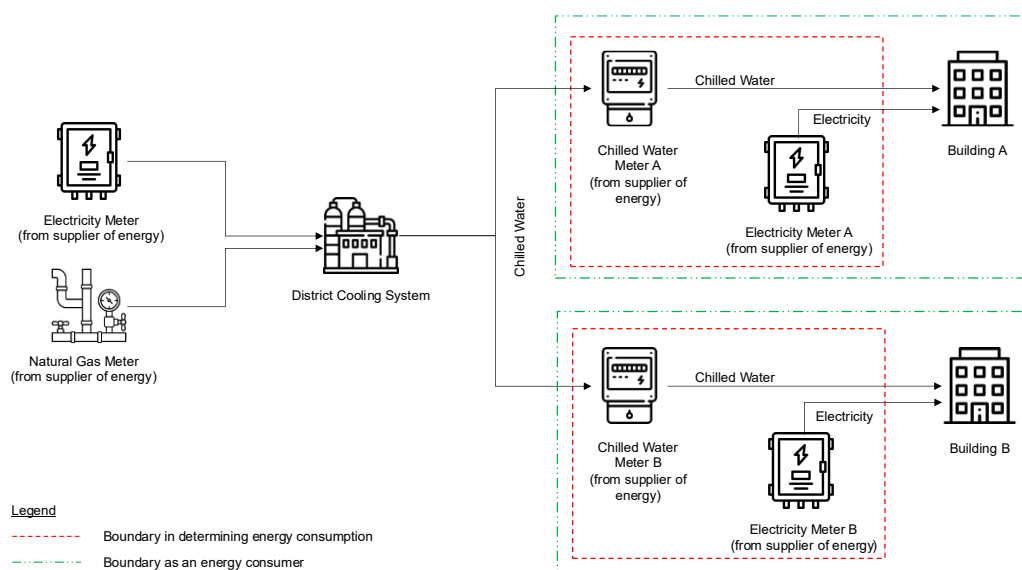 Electricity Meter
(from supplier of energy)
Natural Gas Meter
(from supplier of energy)
District Cooling System
Chilled Water
Chilled Water
Meter A
(from supplier of
energy)
Chilled Water
Electricity
Electricity Meter A
(from supplier of energy)
Building A
Chilled Water
Meter B
(from supplier of
energy)
Chilled Water
Electricity
Electricity Meter B
(from supplier of energy)
Building B
Legend
Boundary in determining energy consumption
Boundary as an energy consumer